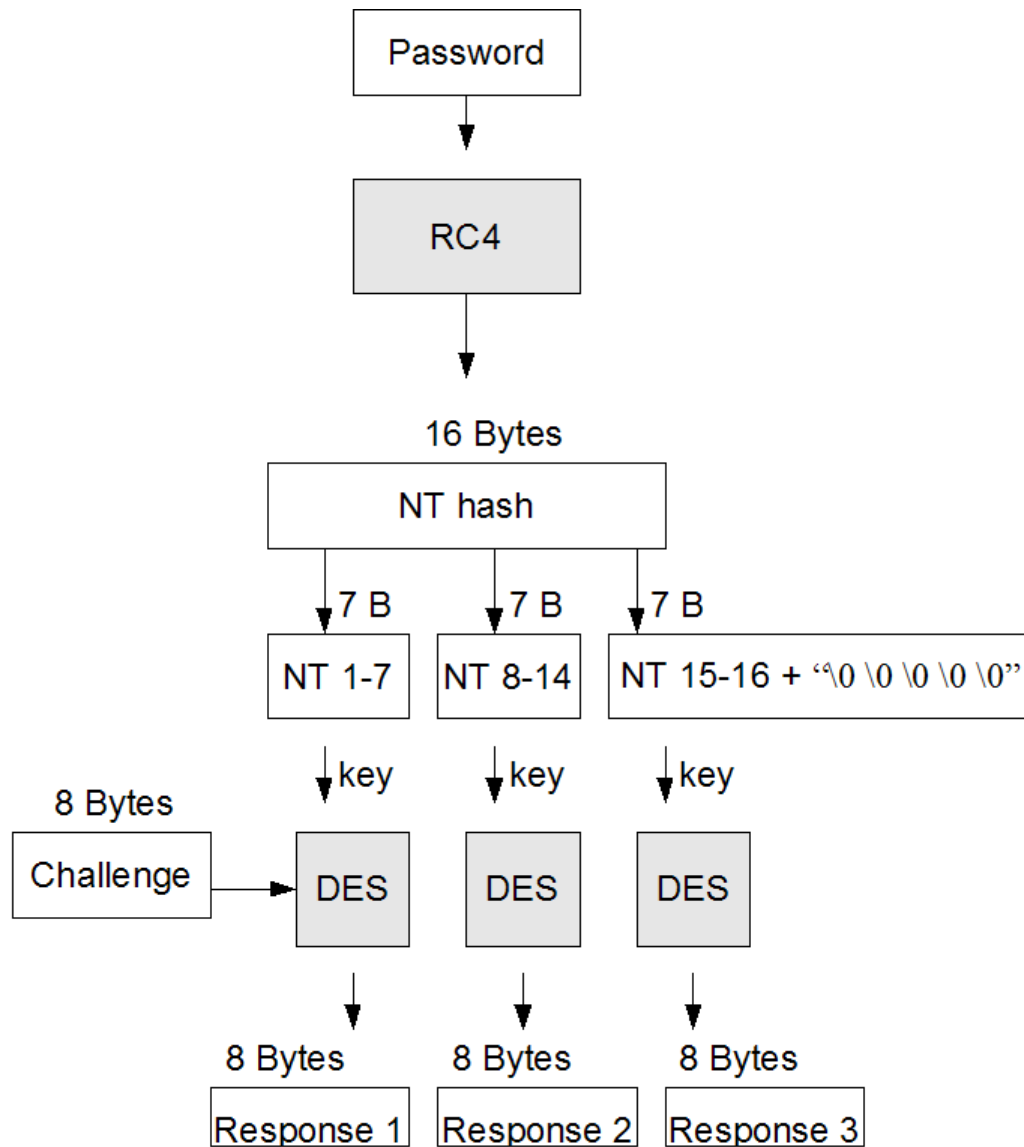 Password
RC4
16 Bytes
NT hash
7 B
7 B
7 B
NT 1-7
NT 8-14
NT 15-16 + “\0 \0 \0 \0 \0”
key
key
key
8 Bytes
Challenge
DES
DES
DES
8 Bytes
8 Bytes
8 Bytes
Response 1
Response 2
Response 3